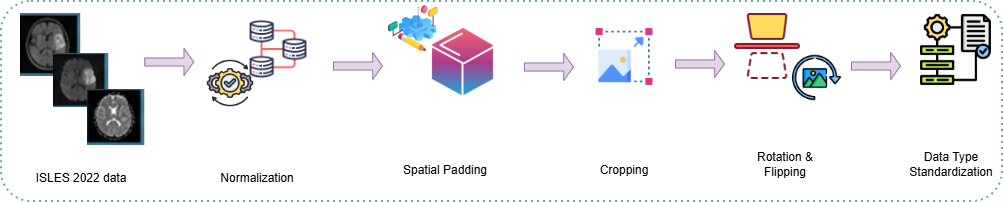 ISLES 2022 data
Normalization
Spatial Padding
Cropping
Rotation &
Flipping
Data Type
Standardization